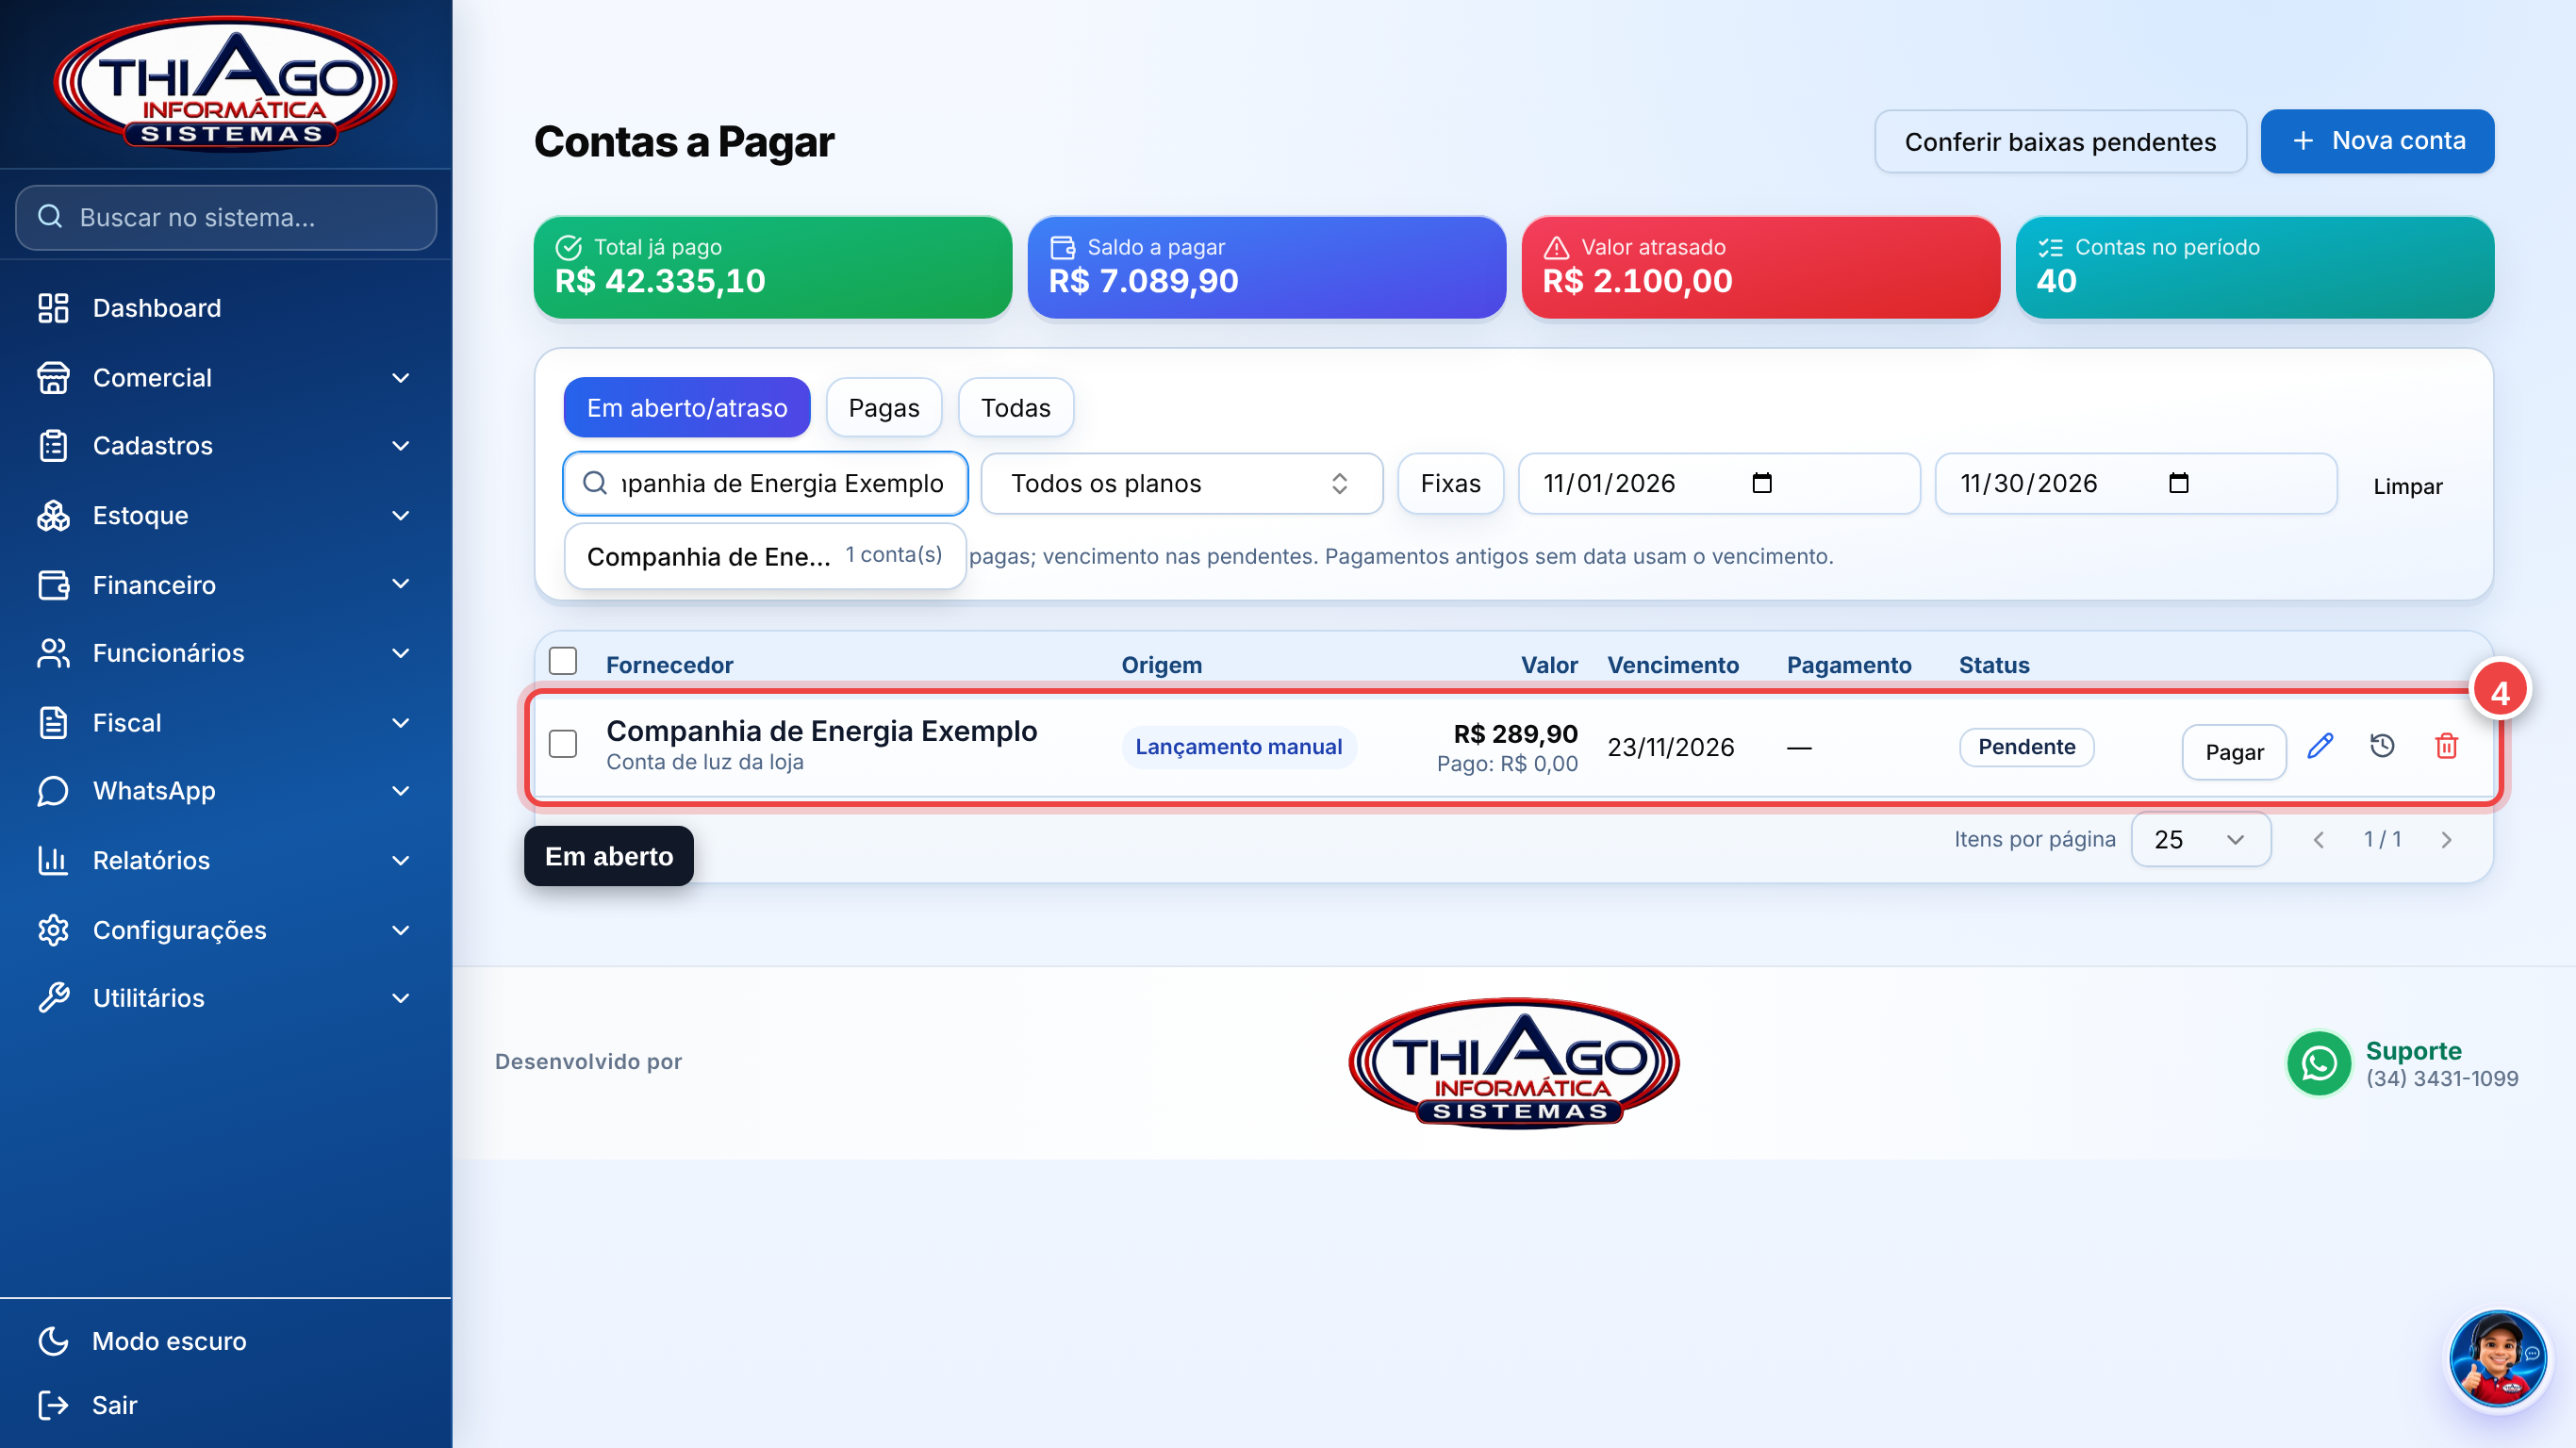 THIAGO
INFORMÁTICA
SISTEMAS
Buscar no sistema...
Dashboard
Comercial
Cadastros
Estoque
Financeiro
Funcionários
Fiscal
WhatsApp
Relatórios
Configurações
Utilitários
Modo escuro
Sair
Contas a Pagar
Conferir baixas pendentes
+ Nova conta
Total já pago
R$ 42.335,10
Saldo a pagar
R$ 7.089,90
Valor atrasado
R$ 2.100,00
Contas no período
40
Em aberto/atraso Pagas Todas
npanhia de Energia Exemplo Todos os planos Fixas 11/01/2026 11/30/2026 Limpar
Companhia de Ene... 1 conta(s) pagas; vencimento nas pendentes. Pagamentos antigos sem data usam o vencimento.
Fornecedor Origem Valor Vencimento Pagamento Status
4
Companhia de Energia Exemplo Lançamento manual R$ 289,90 23/11/2026 — Pendente Pagar
Conta de luz da loja Pago: R$ 0,00
Em aberto
Itens por página 25 1 / 1
Desenvolvido por
THIAGO
INFORMÁTICA
SISTEMAS
Suporte
(34) 3431-1099